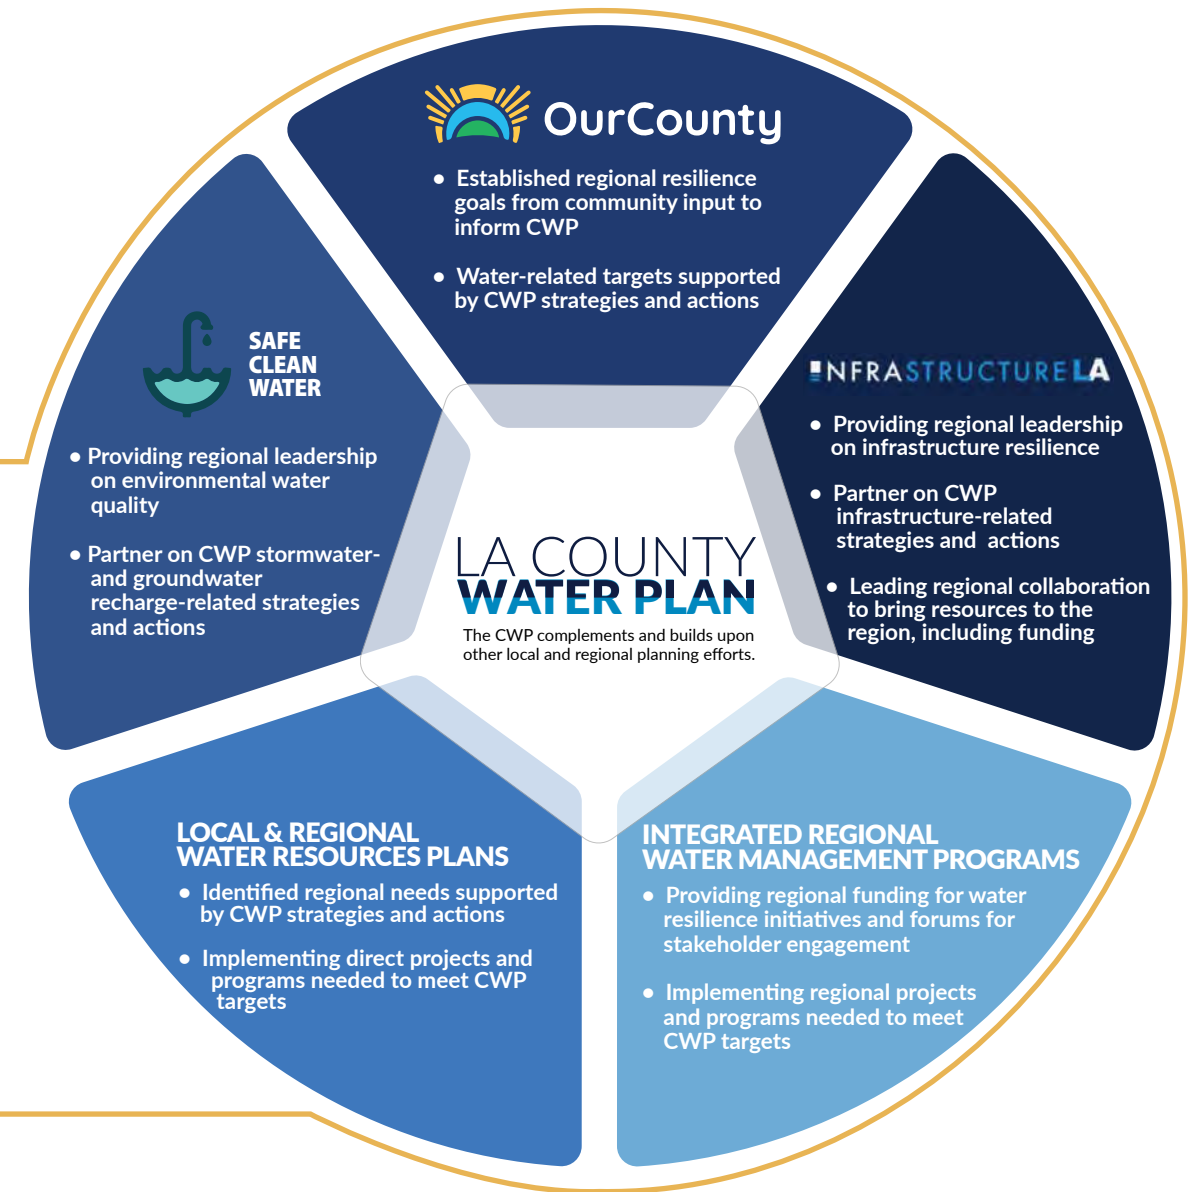 OurCounty
• Established regional resilience
goals from community input to
inform CWP
• Water-related targets supported
by CWP strategies and actions
SAFE
CLEAN
WATER
• Providing regional leadership
on environmental water
quality
• Partner on CWP stormwater-
and groundwater
recharge-related strategies
and actions
INFRASTRUCTURE LA
• Providing regional leadership
on infrastructure resilience
• Partner on CWP
infrastructure-related
strategies and actions
• Leading regional collaboration
to bring resources to the
region, including funding
LA COUNTY
WATER PLAN
The CWP complements and builds upon
other local and regional planning efforts.
LOCAL & REGIONAL
WATER RESOURCES PLANS
• Identified regional needs supported
by CWP strategies and actions
• Implementing direct projects and
programs needed to meet CWP
targets
INTEGRATED REGIONAL
WATER MANAGEMENT PROGRAMS
• Providing regional funding for water
resilience initiatives and forums for
stakeholder engagement
• Implementing regional projects
and programs needed to meet
CWP targets